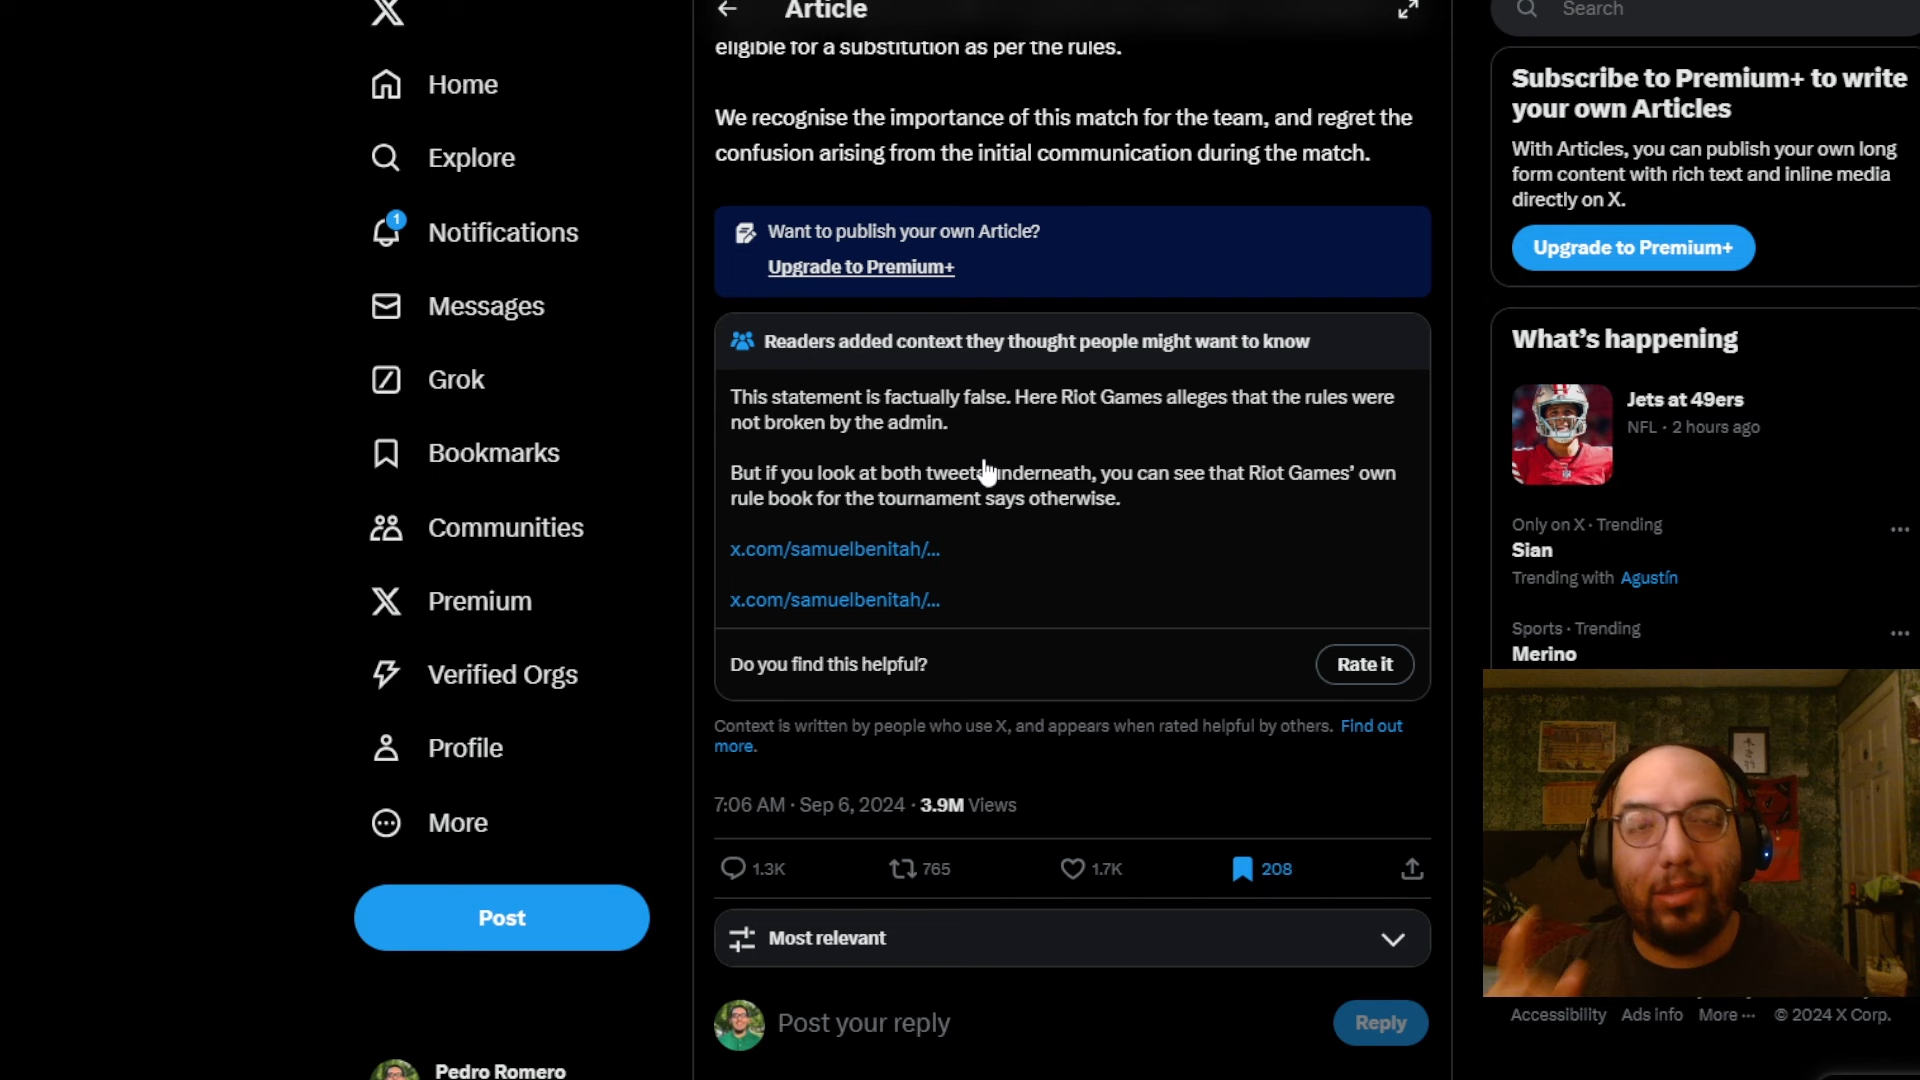 Home
Explore
1
Notifications
Messages
Grok
Bookmarks
Communities
Premium
Verified Orgs
Profile
More
Post
Pedro Romero
Article
eligible for a substitution as per the rules.
We recognise the importance of this match for the team, and regret the
confusion arising from the initial communication during the match.
Want to publish your own Article?
Upgrade to Premium+
Readers added context they thought people might want to know
This statement is factually false. Here Riot Games alleges that the rules were
not broken by the admin.
But if you look at both tweets underneath, you can see that Riot Games' own
rule book for the tournament says otherwise.
x.com/samuelbenitah/...
x.com/samuelbenitah/...
Do you find this helpful?
Rate it
Context is written by people who use X, and appears when rated helpful by others. Find out
more.
7:06 AM · Sep 6, 2024 · 3.9M Views
1.3K 765 1.7K 208
Most relevant
Post your reply
Reply
Search
Subscribe to Premium+ to write
your own Articles
With Articles, you can publish your own long
form content with rich text and inline media
directly on X.
Upgrade to Premium+
What's happening
Jets at 49ers
NFL · 2 hours ago
Only on X · Trending
Sian
Trending with Agustín
Sports · Trending
Merino
Accessibility Ads info More ··· © 2024 X Corp.